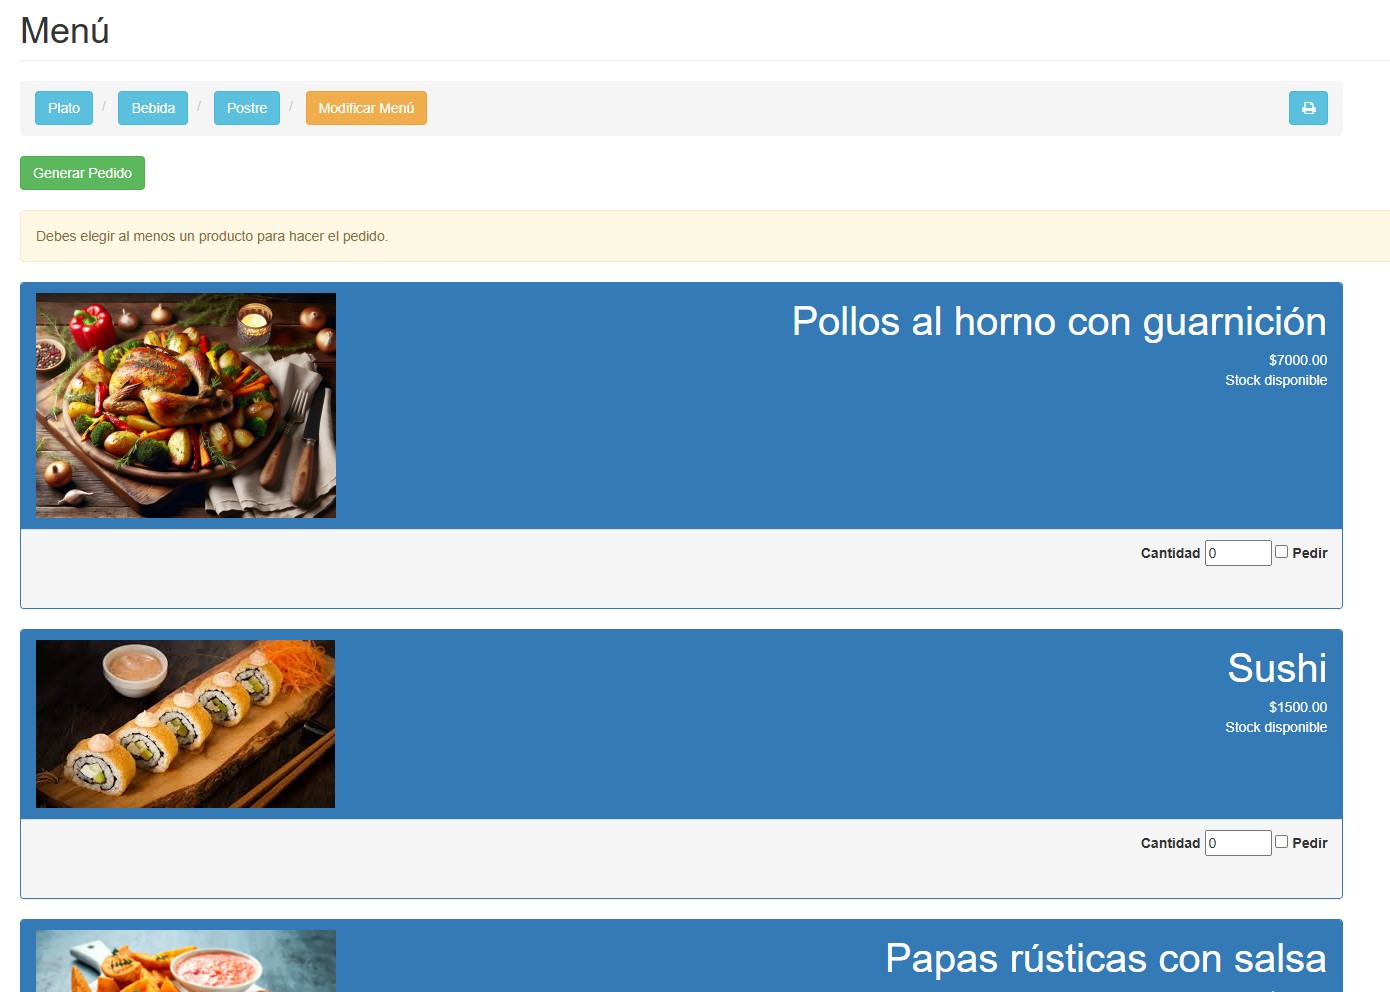 Menú
Plato / Bebida / Postre / Modificar Menú
Generar Pedido
Debes elegir al menos un producto para hacer el pedido.
Pollos al horno con guarnición
$7000.00
Stock disponible
Cantidad 0 Pedir
Sushi
$1500.00
Stock disponible
Cantidad 0 Pedir
Papas rústicas con salsa